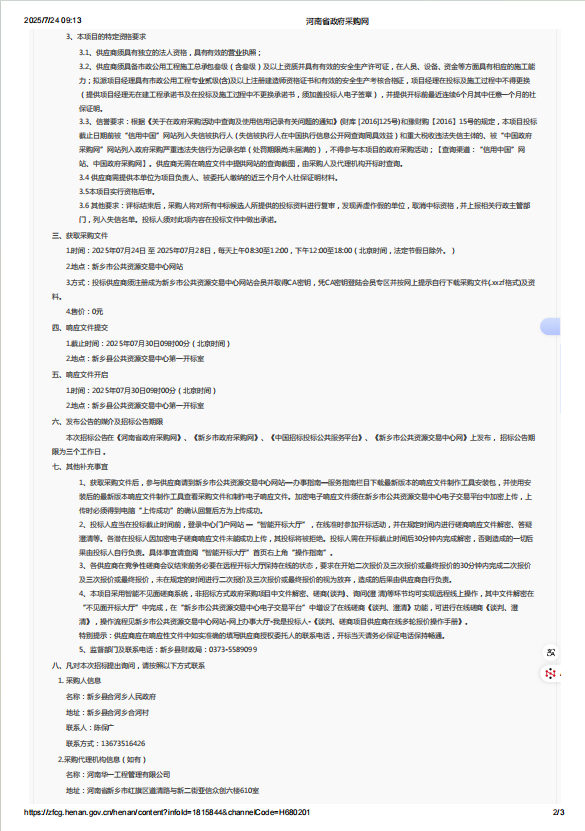 2025/7/24 09:13
河南省政府采购网
3、本项目的特定资格要求
3.1、供应商须具有独立的法人资格，具有有效的营业执照；
3.2、供应商须具备市政公用工程施工总承包叁级（含叁级）及以上资质并具有有效的安全生产许可证，在人员、设备、资金等方面具有相应的施工能
力；拟派项目经理具有市政公用工程专业贰级(含)及以上注册建造师资格证书和有效的安全生产考核合格证，项目经理在投标及施工过程中不得更换
（提供项目经理无在建工程承诺书及在投标及施工过程中不更换承诺书，须加盖投标人电子签章），并提供开标前最近连续6个月其中任意一个月的社
保证明。
3.3、信誉要求：根据《关于在政府采购活动中查询及使用信用记录有关问题的通知》(财库 [2016]125号)和豫财购【2016】15号的规定，本项目投标
截止日期前被“信用中国”网站列入失信被执行人（失信被执行人在中国执行信息公开网查询同具效益）和重大税收违法失信主体的、被“中国政府
采购网”网站列入政府采购严重违法失信行为记录名单（处罚期限尚未届满的），不得参与本项目的政府采购活动；【查询渠道：“信用中国”网
站、中国政府采购网】。供应商无需在响应文件中提供网站的查询截图，由采购人及代理机构开标时查询。
3.4 供应商需提供本单位为项目负责人、被委托人缴纳的近三个月个人社保证明材料。
3.5本项目实行资格后审。
3.6 其他要求：评标结束后，采购人将对所有中标候选人所提供的投标资料进行复审，发现弄虚作假的单位，取消中标资格，并上报相关行政主管部
门，列入失信名单。投标人须对此项内容在投标文件中做出承诺。
三、获取采购文件
1.时间：2025年07月24日 至 2025年07月28日，每天上午08:30至12:00，下午12:00至18:00（北京时间，法定节假日除外。）
2.地点：新乡市公共资源交易中心网站
3.方式：投标供应商须注册成为新乡市公共资源交易中心网站会员并取得CA密钥，凭CA密钥登陆会员专区并按网上提示自行下载采购文件(.xxzf格式)及资
料。
4.售价：0元
四、响应文件提交
1.截止时间：2025年07月30日09时00分（北京时间）
2.地点：新乡县公共资源交易中心第一开标室
五、响应文件开启
1.时间：2025年07月30日09时00分（北京时间）
2.地点：新乡县公共资源交易中心第一开标室
六、发布公告的媒介及招标公告期限
本次招标公告在《河南省政府采购网》、《新乡市政府采购网》、《中国招标投标公共服务平台》、《新乡市公共资源交易中心网》上发布， 招标公告期
限为三个工作日 。
七、其他补充事宜
1、获取采购文件后，参与供应商请到新乡市公共资源交易中心网站—办事指南—服务指南栏目下载最新版本的响应文件制作工具安装包，并使用安
装后的最新版本响应文件制作工具查看采购文件和制作电子响应文件。加密电子响应文件须在新乡市公共资源交易中心电子交易平台中加密上传，上
传时必须得到电脑“上传成功”的确认回复后方为上传成功。
2、投标人应当在投标截止时间前，登录中心门户网站 — “智能开标大厅”，在线准时参加开标活动，并在规定时间内进行磋商响应文件解密、答疑
澄清等。各潜在投标人因加密电子磋商响应文件未能成功上传，其投标将被拒绝。投标人需在开标截止时间后30分钟内完成解密，否则造成的一切后
果由投标人自行负责。具体事宜请查阅“智能开标大厅”首页右上角“操作指南”。
3、各供应商在竞争性磋商会议结束前务必要在远程开标大厅保持在线的状态，要求在开始二次报价及三次报价或最终报价的30分钟内完成二次报价
及三次报价或最终报价，未在规定的时间进行二次报价及三次报价或最终报价的视为放弃，造成的后果由供应商自行负责。
4、本项目采用智能不见面磋商系统，非招标方式政府采购项目中文件解密、磋商(谈判)、询问(澄 清)等环节均可实现远程线上操作，其中文件解密在
“不见面开标大厅”中完成，在“新乡市公共资源交易中心电子交易平台”中增设了在线磋商《谈判、澄清》功能，可进行在线磋商《谈判、澄
清》，操作流程见新乡市公共资源交易中心网站-网上办事大厅-我是投标人-《谈判、磋商项目供应商在线多轮报价操作手册》。
特别提示：供应商应在响应性文件中如实准确的填写供应商授权委托人的联系电话，开标当天请务必保证电话保持畅通。
5、监督部门及联系电话：新乡县财政局：0373-5589099
八、凡对本次招标提出询问，请按照以下方式联系
1. 采购人信息
名称：新乡县合河乡人民政府
地址：新乡县合河乡合河村
联系人：陈保广
联系方式：13673516426
2.采购代理机构信息（如有）
名称：河南华一工程管理有限公司
地址：河南省新乡市红旗区道清路与新二街亚信众创六楼610室
https://zfcg.henan.gov.cn/henan/content?infoId=1815844&channelCode=H680201
2/3